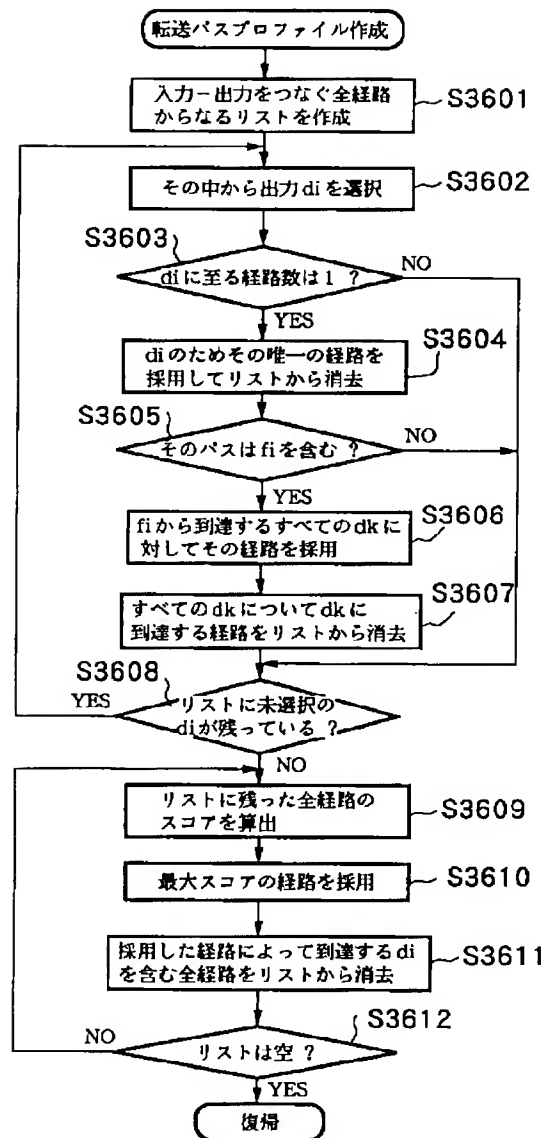 転送パスプロファイル作成
入力－出力をつなぐ全経路
からなるリストを作成
S3601
その中から出力diを選択
S3602
S3603
diに至る経路数は1 ?
NO
YES
diのためその唯一の経路を
採用してリストから消去
S3604
S3605
そのパスはfiを含む ?
NO
YES
fiから到達するすべてのdkに
対してその経路を採用
S3606
すべてのdkについてdkに
到達する経路をリストから消去
S3607
S3608
YES
リストに未選択の
diが残っている ?
NO
リストに残った全経路の
スコアを算出
S3609
最大スコアの経路を採用
S3610
採用した経路によって到達するdi
を含む全経路をリストから消去
S3611
S3612
NO
リストは空 ?
YES
復帰